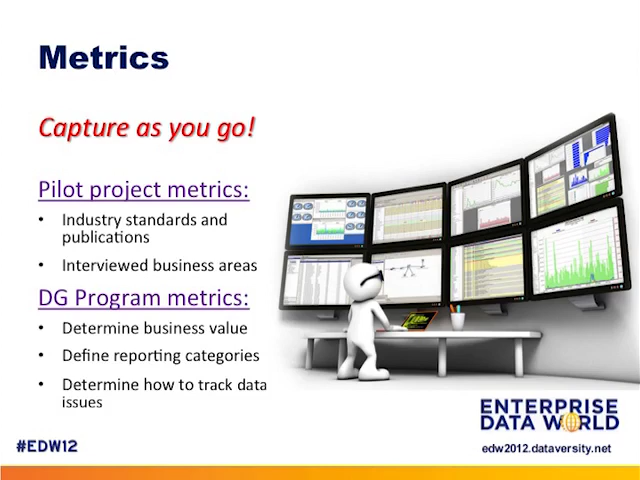 Metrics
Capture as you go!
Pilot project metrics:
• Industry standards and
publications
• Interviewed business areas
DG Program metrics:
• Determine business value
• Define reporting categories
• Determine how to track data
issues
ENTERPRISE
DATA WORLD
#EDW12
edw2012.dataversity.net